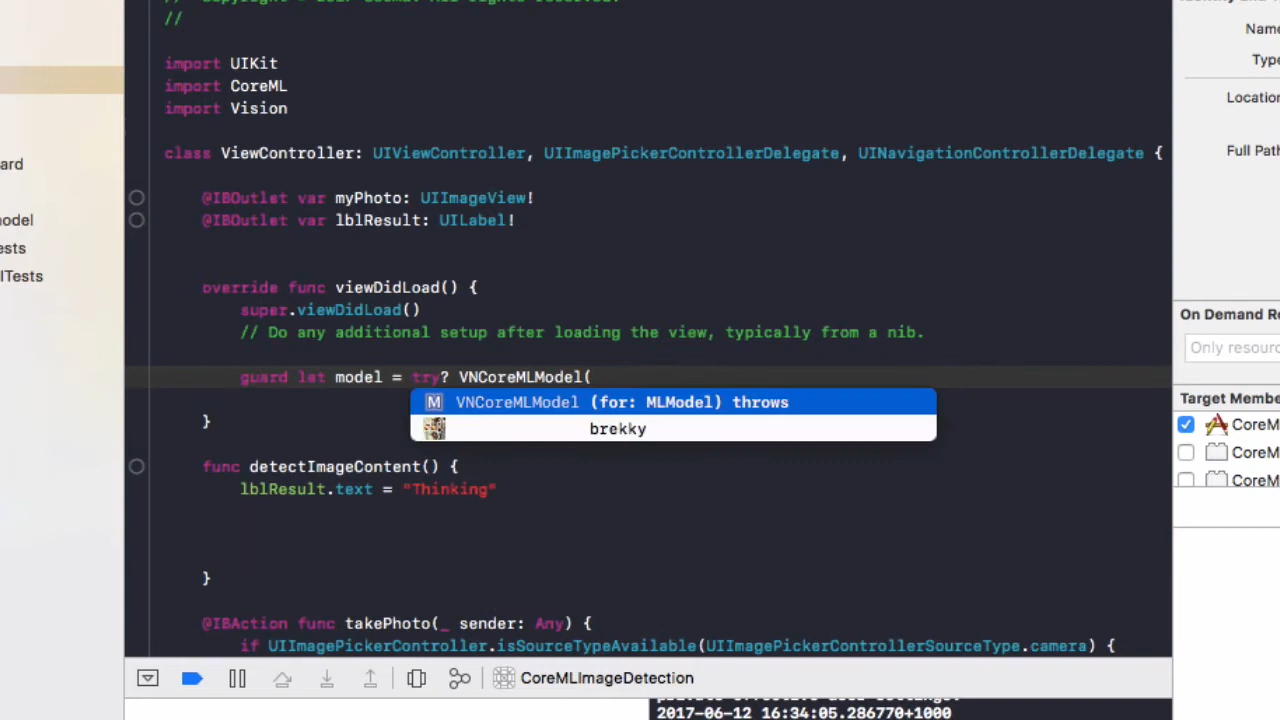 //
import UIKit
import CoreML
import Vision
class ViewController: UIViewController, UIImagePickerControllerDelegate, UINavigationControllerDelegate {
@IBOutlet var myPhoto: UIImageView!
@IBOutlet var lblResult: UILabel!
override func viewDidLoad() {
super.viewDidLoad()
// Do any additional setup after loading the view, typically from a nib.
guard let model = try? VNCoreMLModel(
M VNCoreMLModel (for: MLModel) throws
brekky
}
func detectImageContent() {
lblResult.text = "Thinking"
}
@IBAction func takePhoto(_ sender: Any) {
if UIImagePickerController.isSourceTypeAvailable(UIImagePickerControllerSourceType.camera) {
CoreMLImageDetection
2017-06-12 16:34:05.286770+1000
ard
model
ests
lTests
Name
Type
Locatio
Full Path
On Demand Re
Only resourc
Target Membe
CoreM
CoreM
CoreM